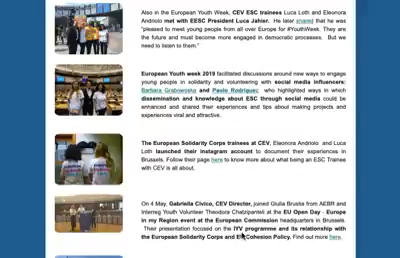 Also in the European Youth Week, CEV ESC trainees Luca Loth and Eleonora
Andriolo met with EESC President Luca Jahier. He later shared that he was
"pleased to meet young people from all over Europe for #YouthWeek. They are
the future and must become more engaged in democratic processes. But we
need to listen to them."
European Youth week 2019 facilitated discussions around new ways to engage
young people in solidarity and volunteering with social media influencers:
Barbara Grabowoska and Paolo Rodriquez who highlighted ways in which
dissemination and knowledge about ESC through social media could be
enhanced and shared their experiences and tips about making projects and
experiences viral and attractive.
The European Solidarity Corps trainees at CEV, Eleonora Andriolo and Luca
Loth launched their instagram account to document their experiences in
Brussels. Follow their page here to know more about what being an ESC Trainee
with CEV is all about.
On 4 May, Gabriella Civico, CEV Director, joined Giulia Bruska from AEBR and
Interreg Youth Volunteer Theodora Chatzipanteli at the EU Open Day - Europe
in my Region event at the European Commission headquarters in Brussels.
Their presentation focused on the IYV programme and its relationship with
the European Solidarity Corps and EU Cohesion Policy. Find out more here.